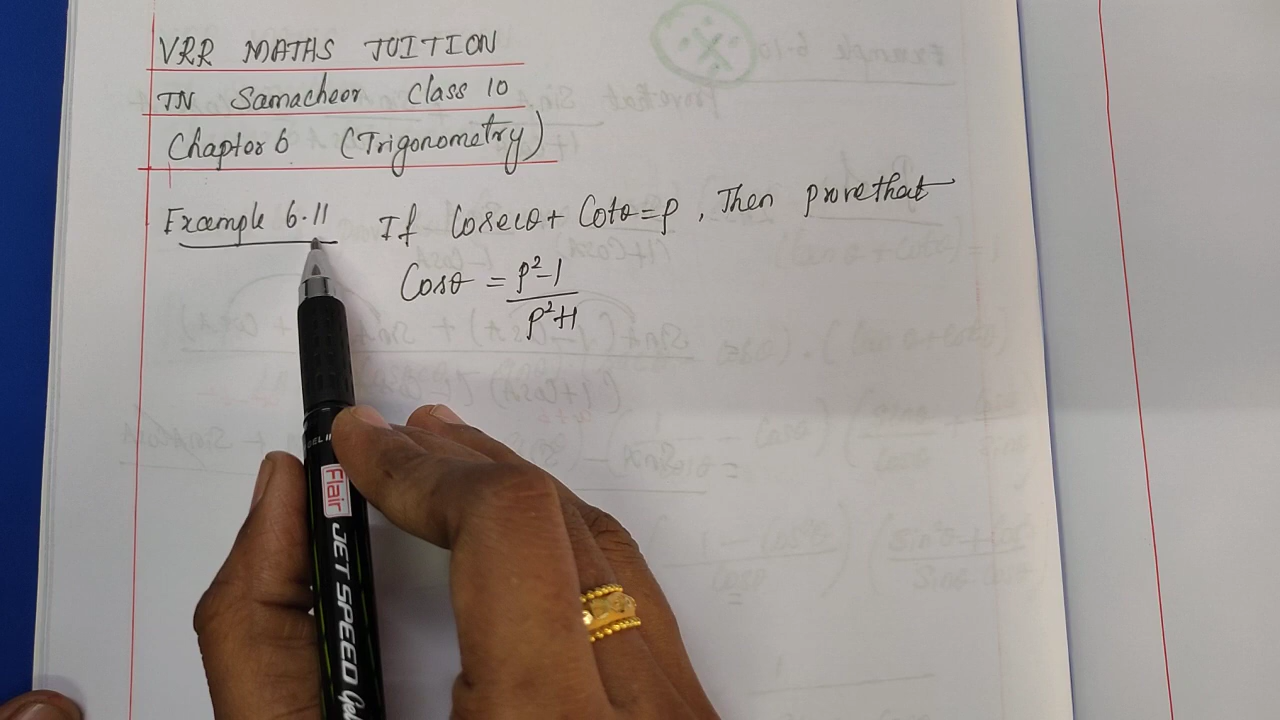 VRR MATHS TUITION
TN Samacheer Class 10
Chapter 6 (Trigonometry)
Example 6.11 If Cosecθ + Cotθ = P, Then prove that
Cosθ = P²-1
P²+1
Flair JET SPEED Gel